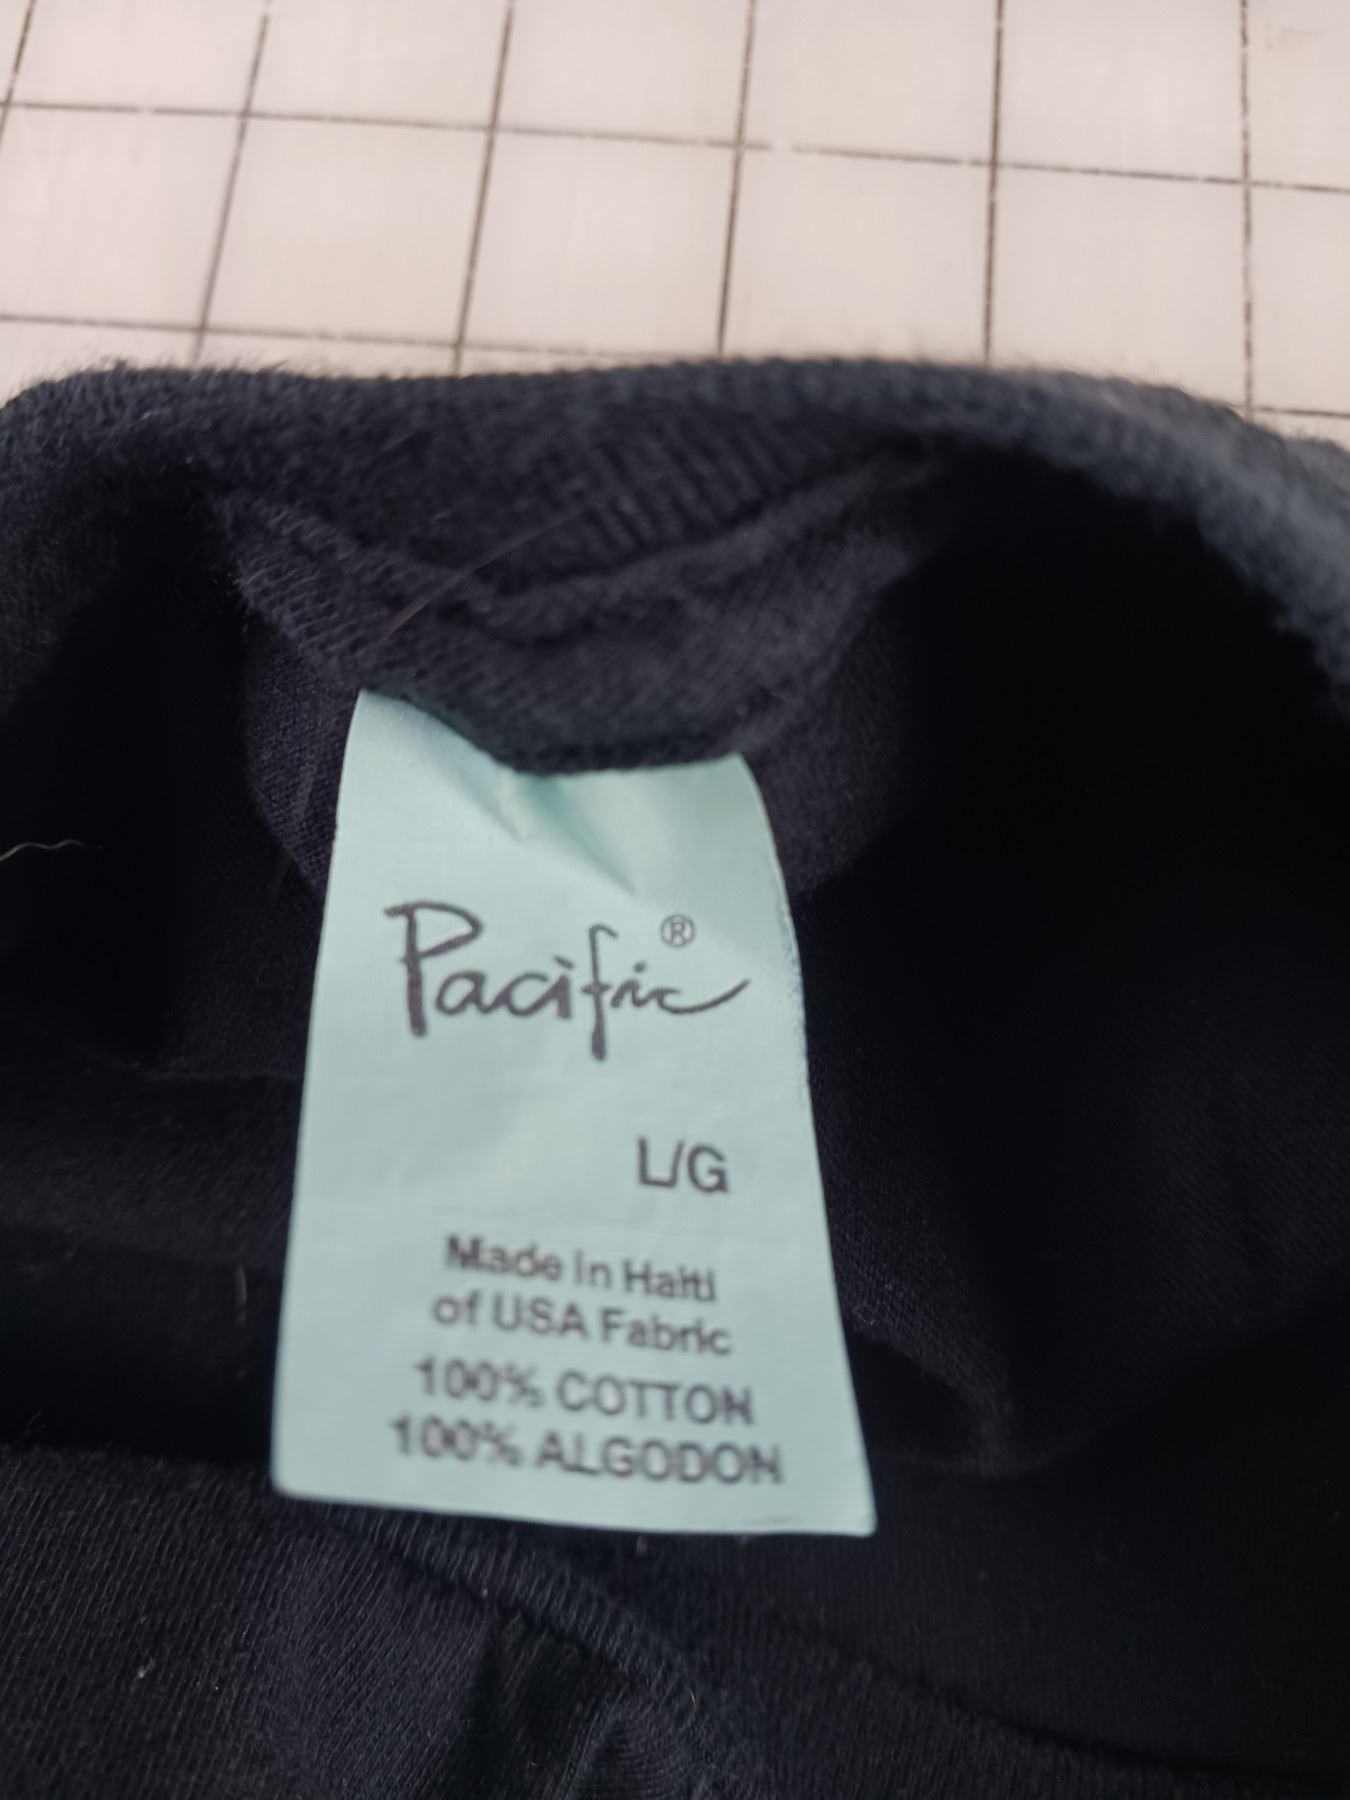 Pacific®
L/G
Made in Haiti
of USA Fabric
100% COTTON
100% ALGODON